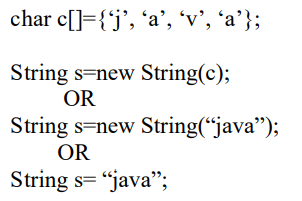 char c[]={‘j’, ‘a’, ‘v’, ‘a’};
String s=new String(c);
OR
String s=new String(“java”);
OR
String s= “java”;